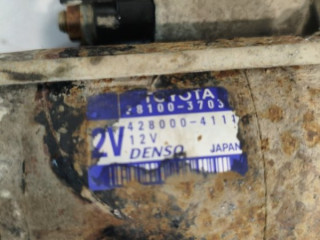 TOYOTA
28100-3703
428000-4111
2V 12V
DENSO JAPAN